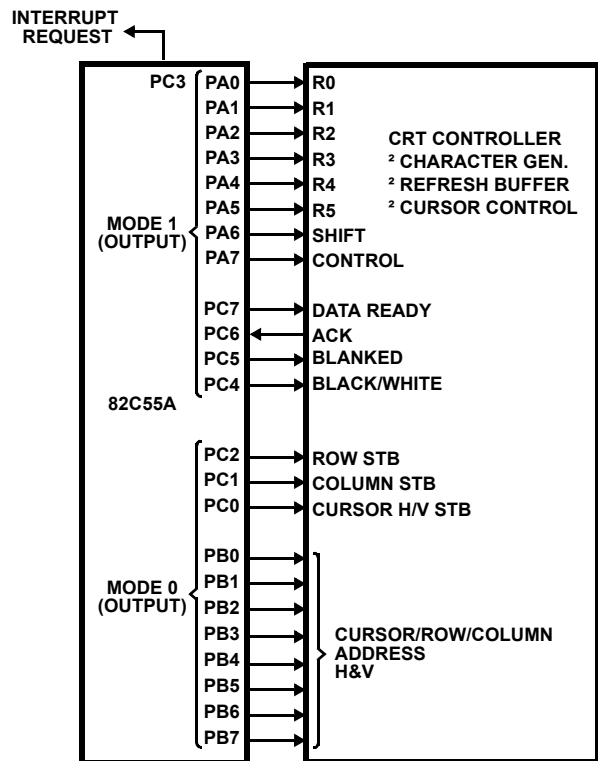 INTERRUPT
REQUEST
PC3 PA0 R0
PA1 R1
PA2 R2
CRT CONTROLLER
PA3 R3
² CHARACTER GEN.
PA4 R4
² REFRESH BUFFER
PA5 R5
² CURSOR CONTROL
MODE 1
(OUTPUT)
PA6 SHIFT
PA7 CONTROL
PC7 DATA READY
PC6 ACK
PC5 BLANKED
PC4 BLACK/WHITE
82C55A
PC2 ROW STB
PC1 COLUMN STB
PC0 CURSOR H/V STB
PB0
PB1
MODE 0
(OUTPUT)
PB2
PB3
PB4
PB5
PB6
PB7
CURSOR/ROW/COLUMN
ADDRESS
H&V